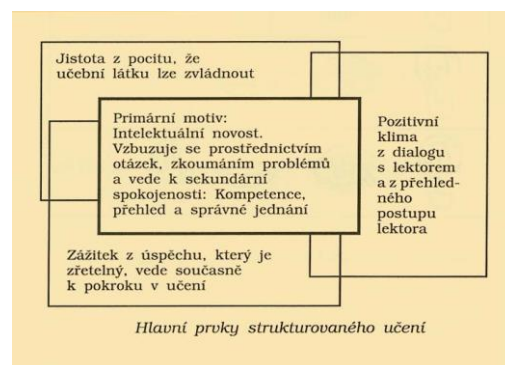 Jistota z pocitu, že
učební látku lze zvládnout
Primární motiv:
Intelektuální novost.
Vzbuzuje se prostřednictvím
otázek, zkoumáním problémů
a vede k sekundární
spokojenosti: Kompetence,
přehled a správné jednání
Pozitivní
klima
z dialogu
s lektorem
a z přehled-
ného
postupu
lektora
Zážitek z úspěchu, který je
zřetelný, vede současně
k pokroku v učení
Hlavní prvky strukturovaného učení